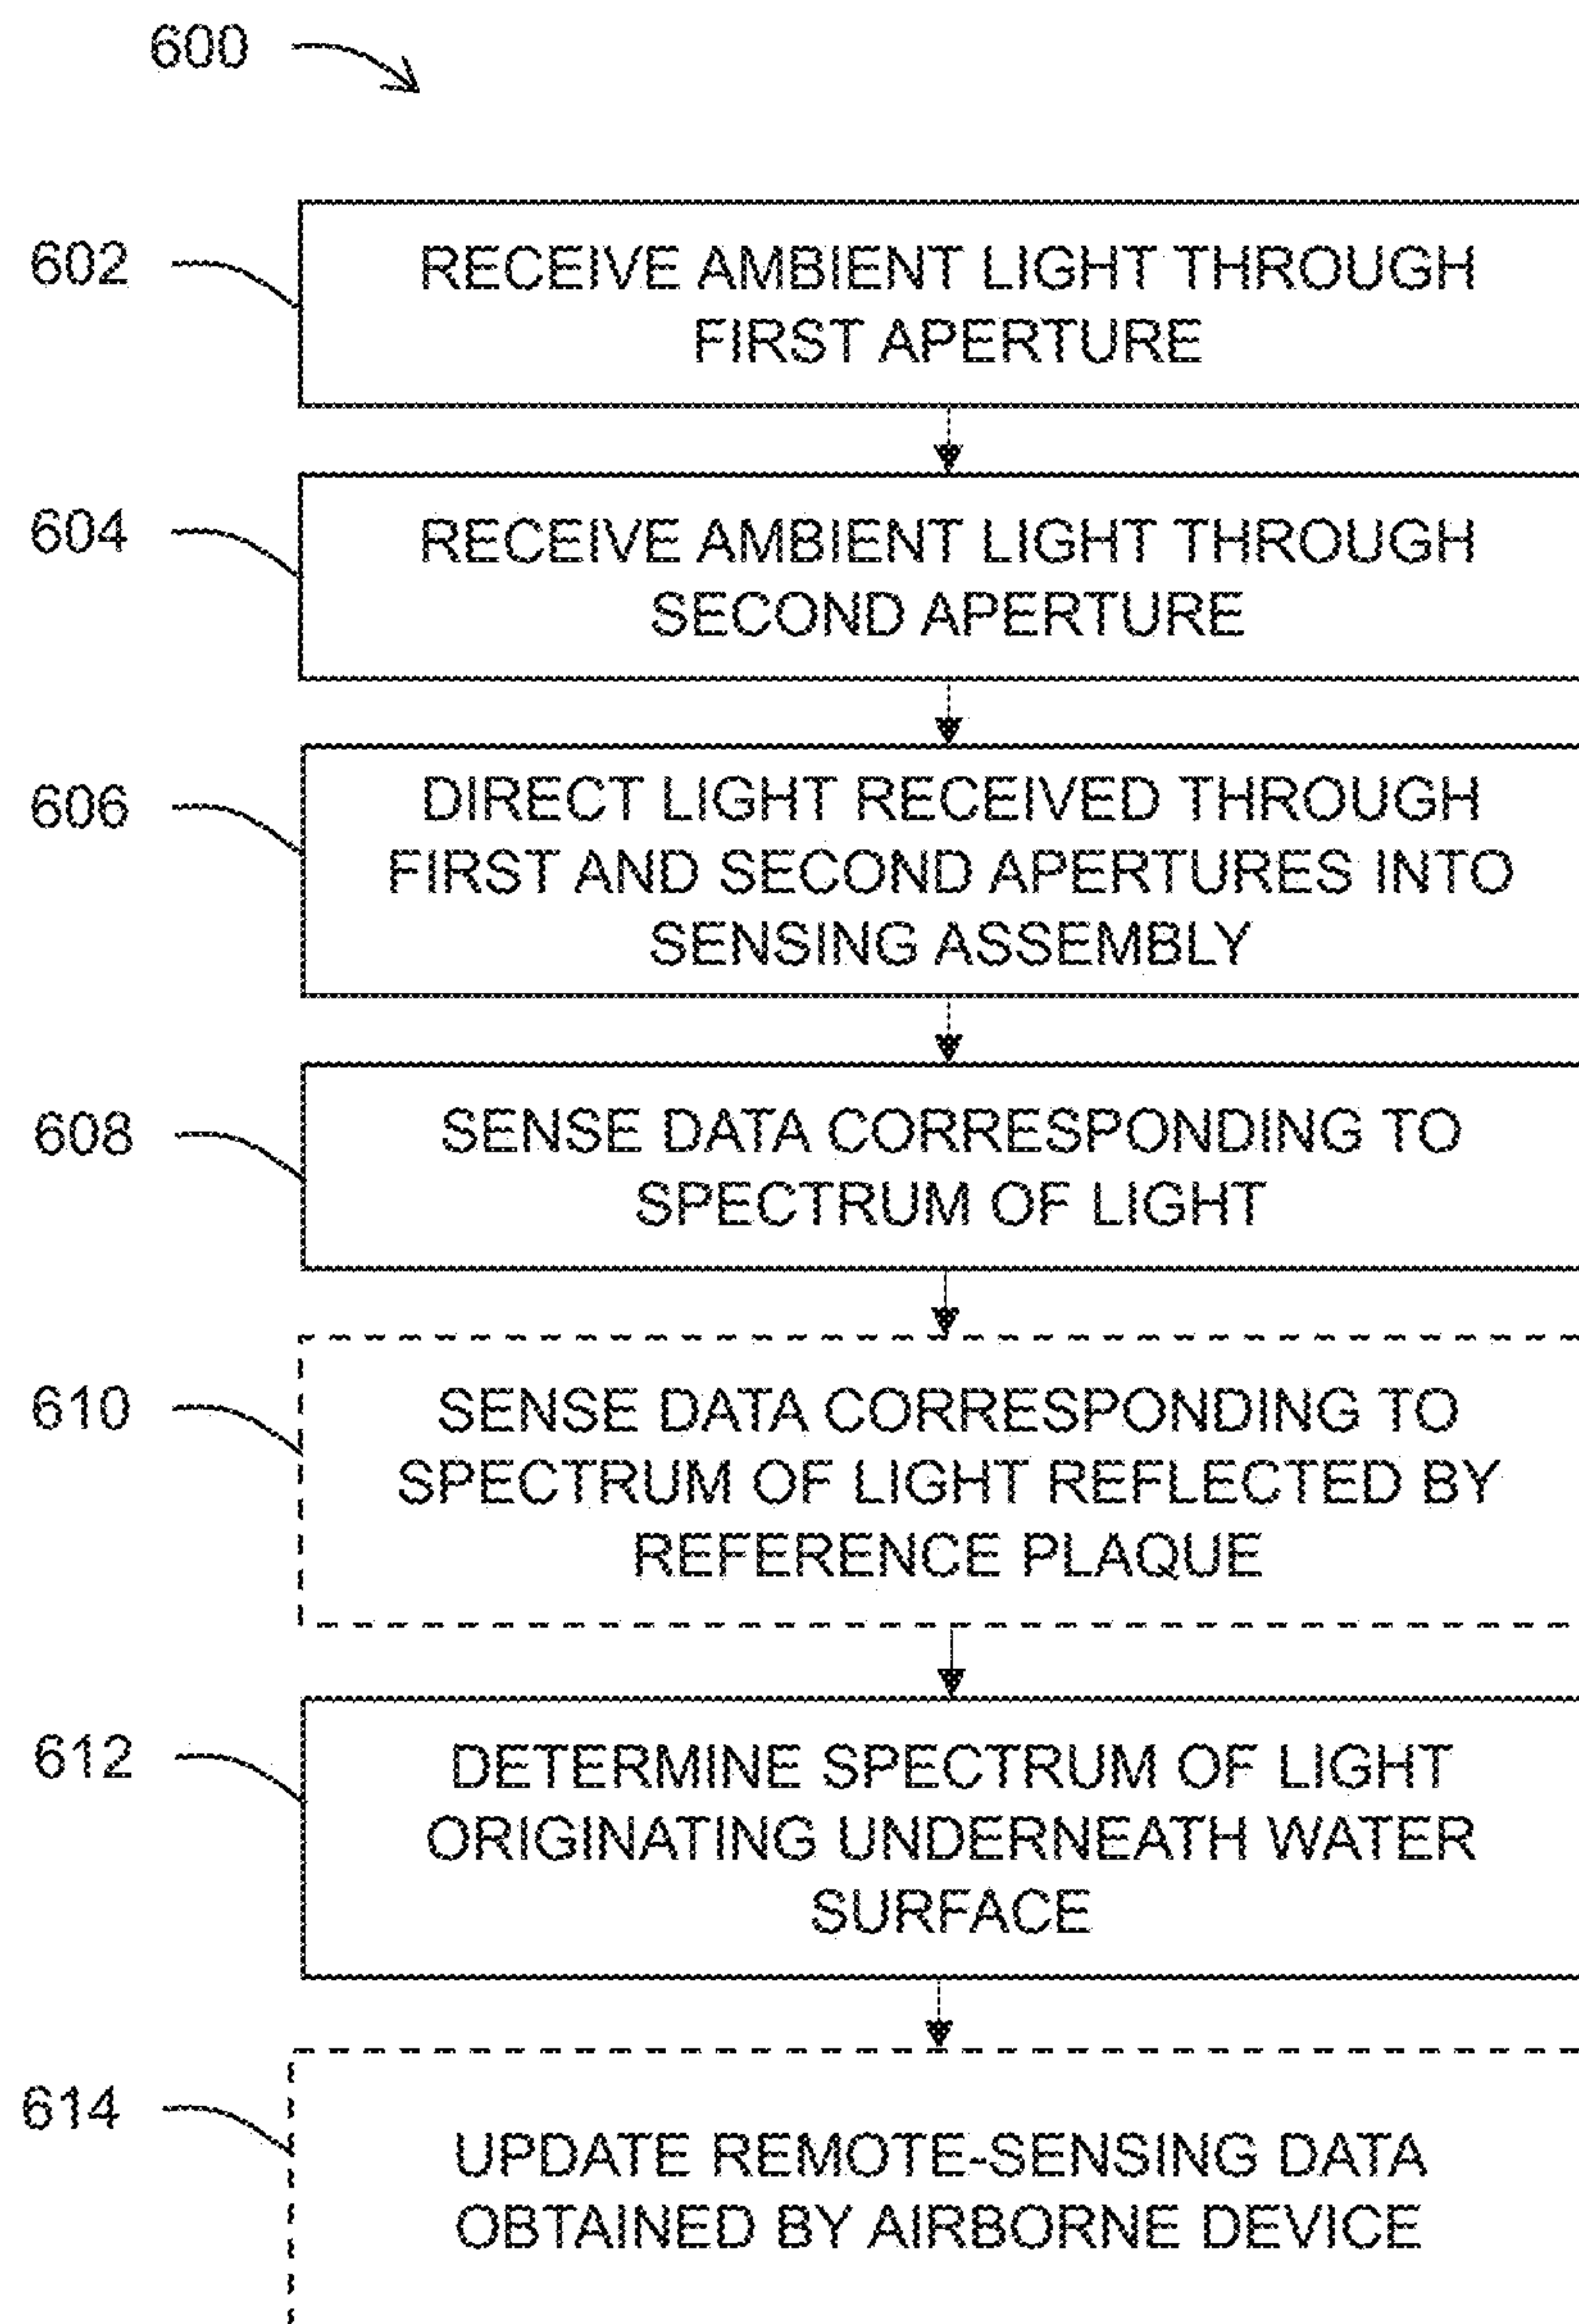 600
602
RECEIVE AMBIENT LIGHT THROUGH
FIRST APERTURE
604
RECEIVE AMBIENT LIGHT THROUGH
SECOND APERTURE
606
DIRECT LIGHT RECEIVED THROUGH
FIRST AND SECOND APERTURES INTO
SENSING ASSEMBLY
608
SENSE DATA CORRESPONDING TO
SPECTRUM OF LIGHT
610
SENSE DATA CORRESPONDING TO
SPECTRUM OF LIGHT REFLECTED BY
REFERENCE PLAQUE
612
DETERMINE SPECTRUM OF LIGHT
ORIGINATING UNDERNEATH WATER
SURFACE
614
UPDATE REMOTE-SENSING DATA
OBTAINED BY AIRBORNE DEVICE